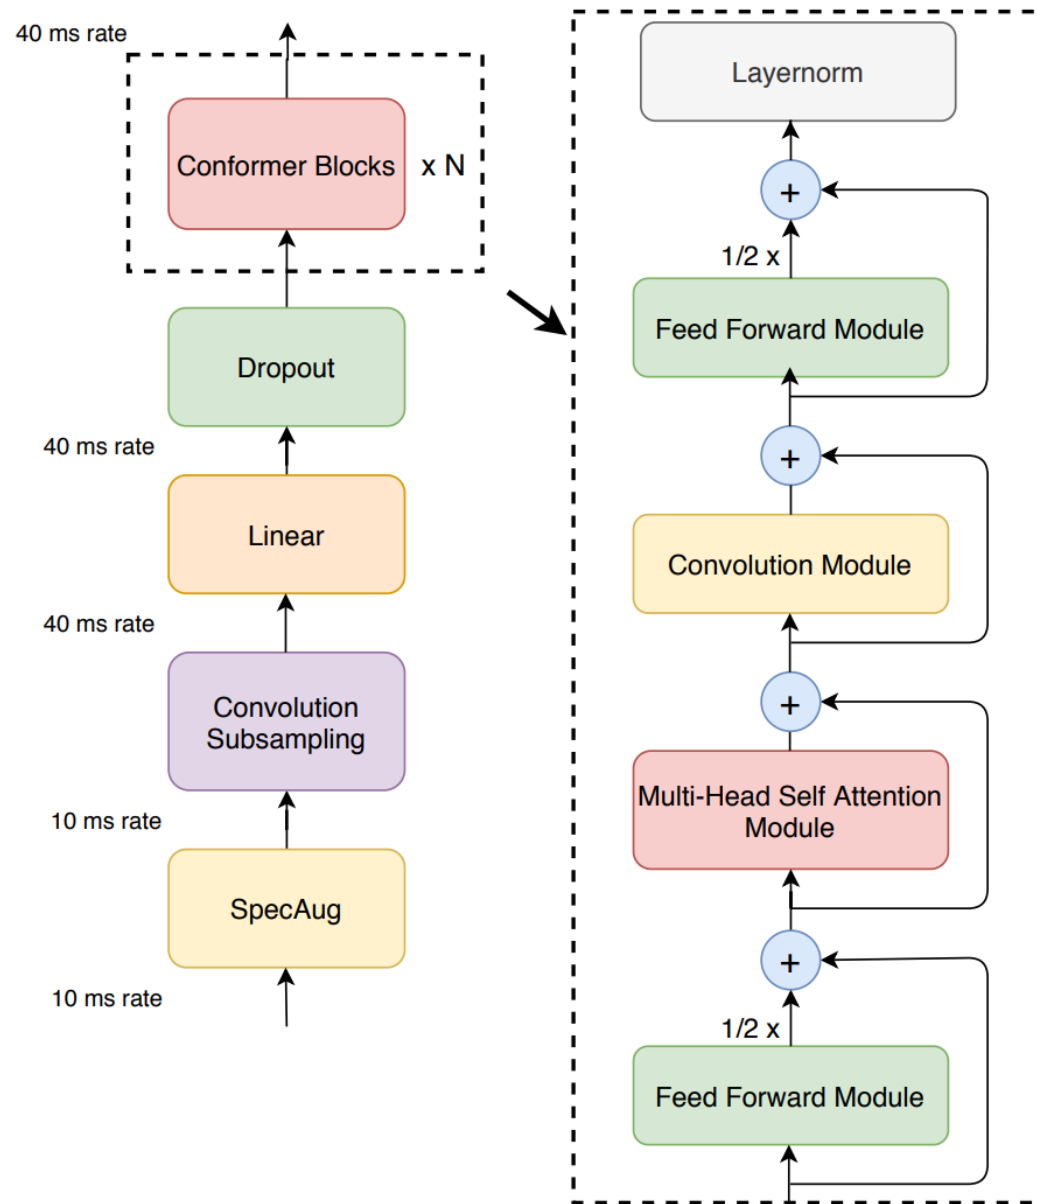 40 ms rate
Conformer Blocks
x N
Dropout
40 ms rate
Linear
40 ms rate
Convolution
Subsampling
10 ms rate
SpecAug
10 ms rate
Layernorm
+
1/2 x
Feed Forward Module
+
Convolution Module
+
Multi-Head Self Attention
Module
+
1/2 x
Feed Forward Module